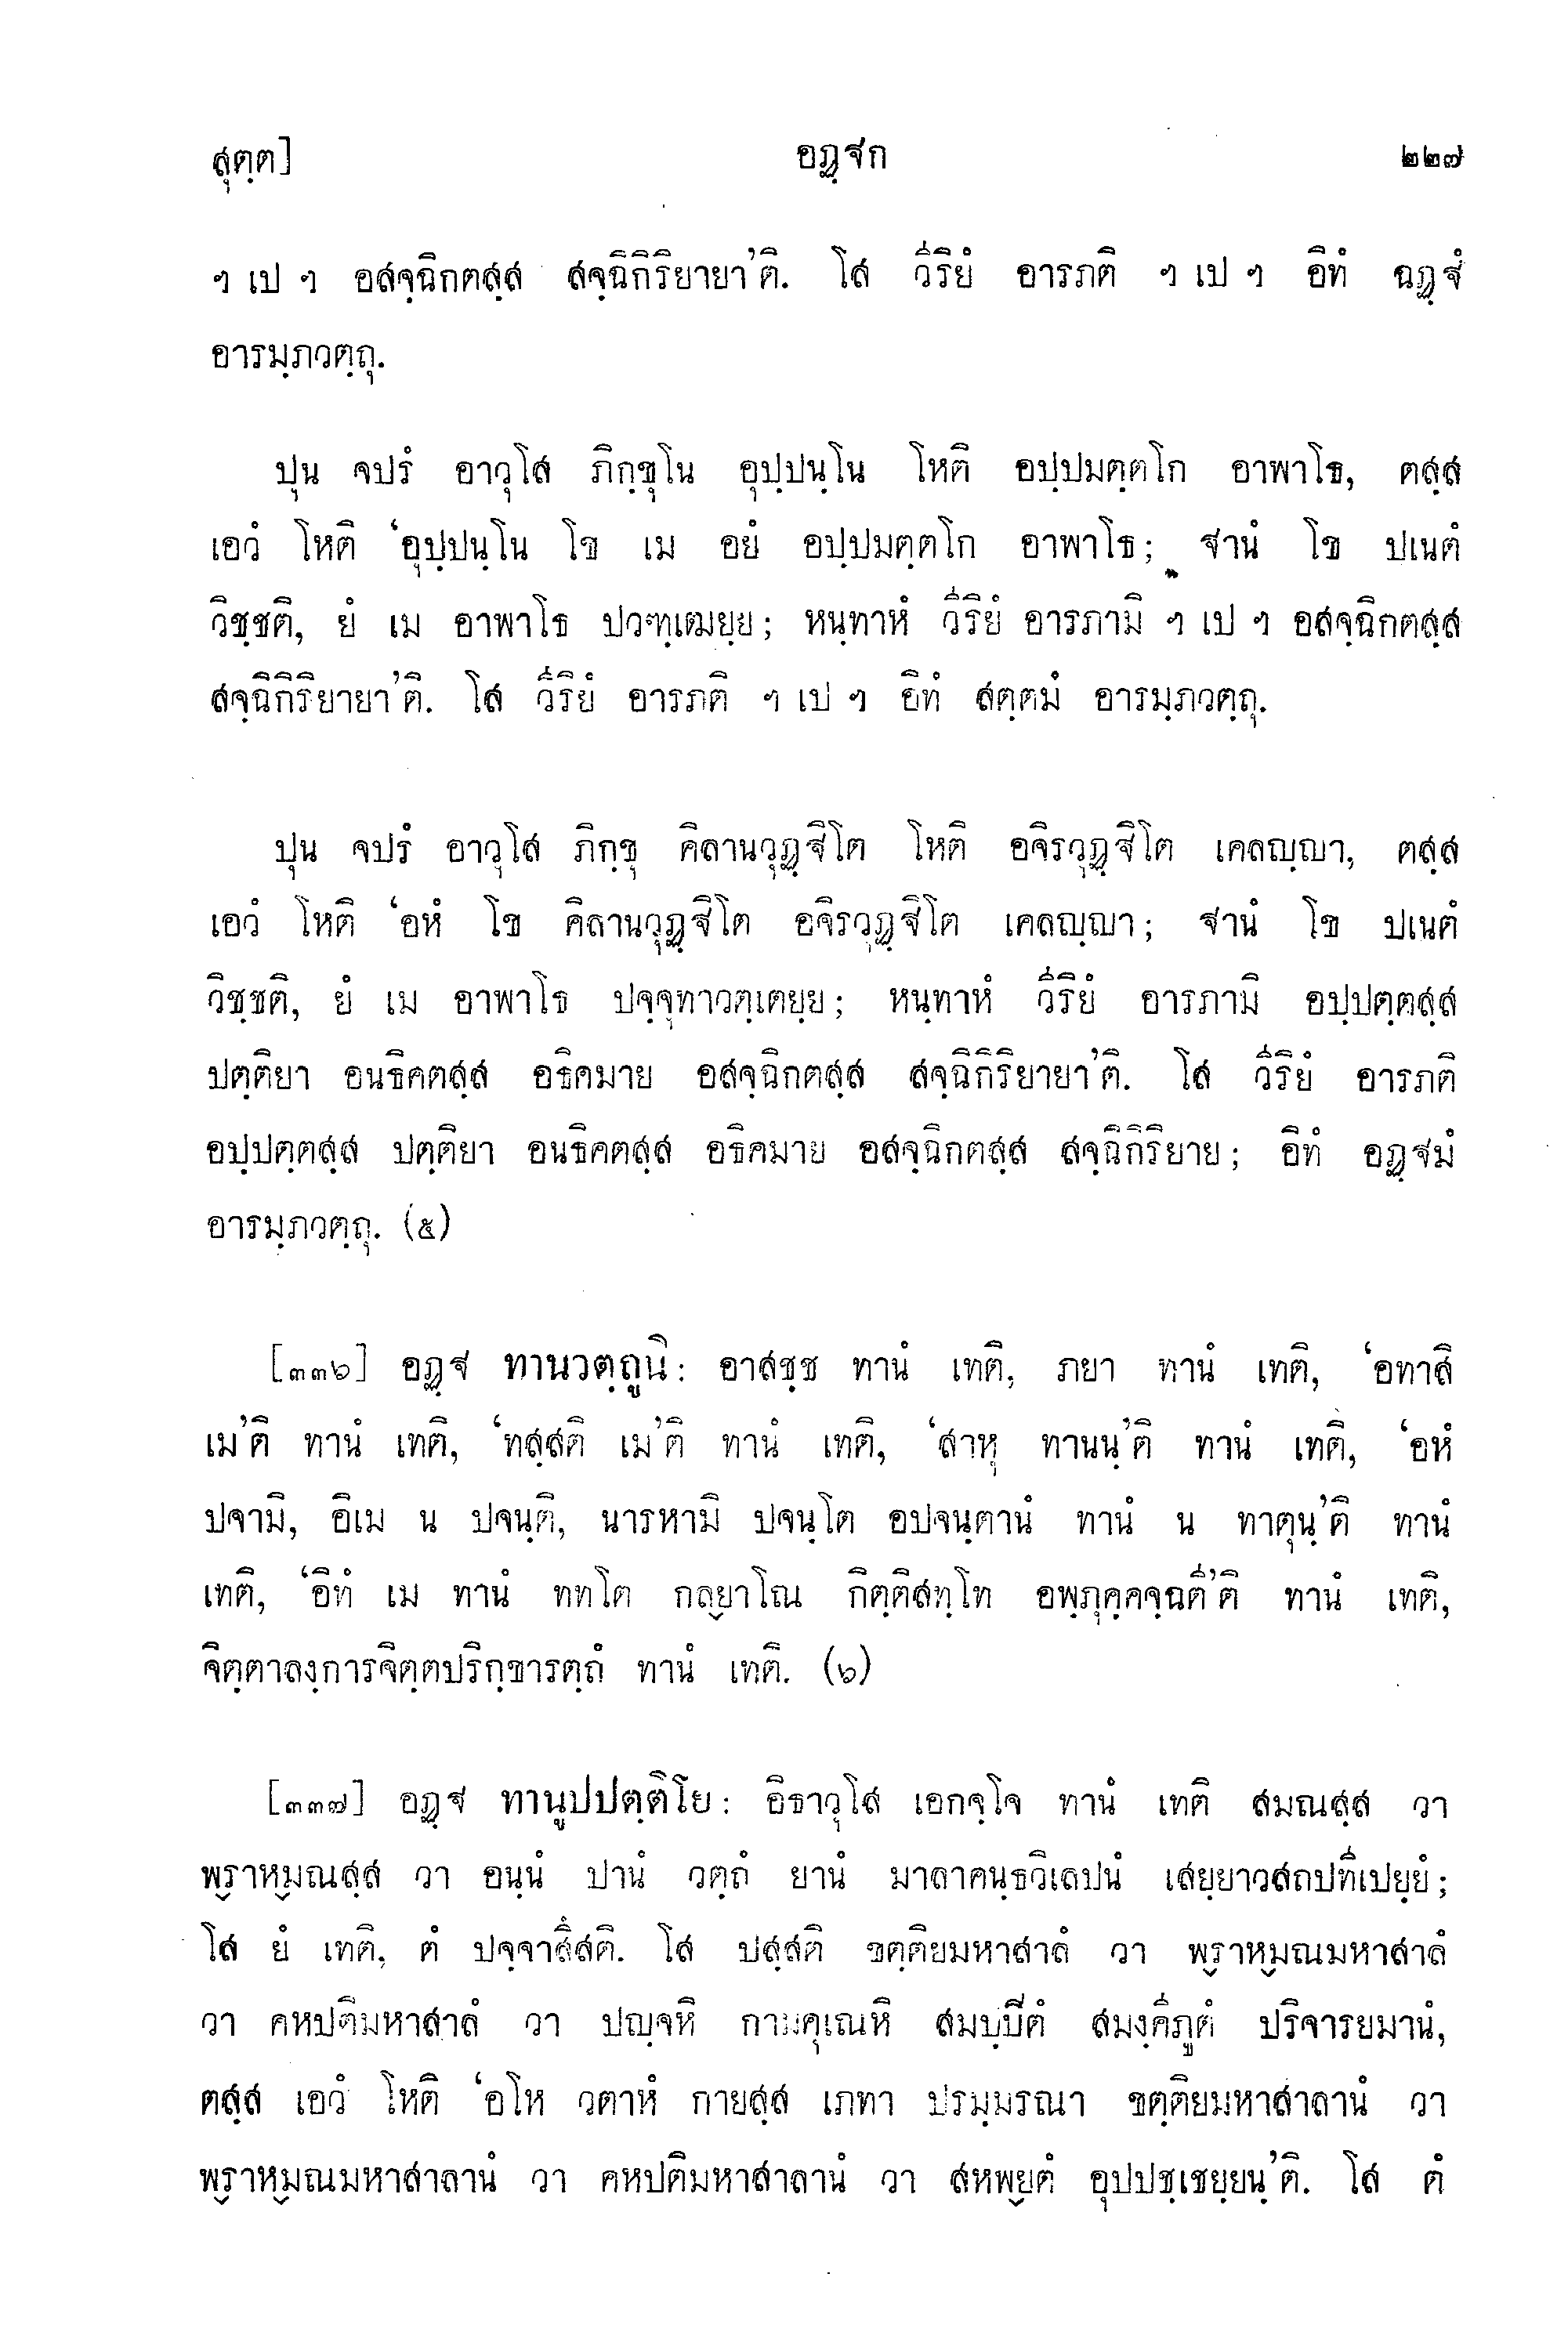 สุตฺต] อฏฺฐก ๒๒๗
ฯ เป ฯ อสจฺฉิกตสฺส สจฺฉิกิริยายา’ติ. โส วิริยํ อารภติ ฯ เป ฯ อิทํ ฉฏฺฐํ
อารมฺภวตฺถุ.
ปุน จปรํ อาวุโส ภิกฺขุโน อุปฺปนฺโน โหติ อปฺปมตฺตโก อาพาโธ, ตสฺส
เอวํ โหติ ‘อุปฺปนฺโน โข เม อยํ อปฺปมตฺตโก อาพาโธ; ฐานํ โข ปเนตํ
วิชฺชติ, ยํ เม อาพาโธ ปวฑฺเฒยฺย; หนฺทาหํ วีริยํ อารภามิ ฯ เป ฯ อสจฺฉิกตสฺส
สจฺฉิกิริยายา’ติ. โส วีริยํ อารภติ ฯ เป ฯ อิทํ สตฺตมํ อารมฺภวตฺถุ.
ปุน จปรํ อาวุโส ภิกฺขุ คิลานวุฏฺฐิโต โหติ อจิรวุฏฺฐิโต เคลญฺญา, ตสฺส
เอวํ โหติ ‘อหํ โข คิลานวุฏฺฐิโต อจิรวุฏฺฐิโต เคลญฺญา; ฐานํ โข ปเนตํ
วิชฺชติ, ยํ เม อาพาโธ ปจฺจุทาวตฺเตยฺย; หนฺทาหํ วีริยํ อารภามิ อปฺปตฺตสฺส
ปตฺติยา อนธิคตสฺส อธิคมาย อสจฺฉิกตสฺส สจฺฉิกิริยายา’ติ. โส วีริยํ อารภติ
อปฺปตฺตสฺส ปตฺติยา อนธิคตสฺส อธิคมาย อสจฺฉิกตสฺส สจฺฉิกิริยาย; อิทํ อฏฺฐมํ
อารมฺภวตฺถุ. (๕)
[๓๓๖] อฏฺฐ ทานวตฺถูนิ: อาสชฺช ทานํ เทติ, ภยา ทานํ เทติ, ‘อทาสิ
เม’ติ ทานํ เทติ, ‘ทสฺสติ เม’ติ ทานํ เทติ, ‘สาหุ ทานนฺ’ติ ทานํ เทติ, ‘อหํ
ปจามิ, อิเม น ปจนฺติ, นารหามิ ปจนฺโต อปจนฺตานํ ทานํ น ทาตุนฺ’ติ ทานํ
เทติ, ‘อิทํ เม ทานํ ททโต กลฺยาโณ กิตฺติสทฺโท อพฺภุคฺคจฺฉตี’ติ ทานํ เทติ,
จิตฺตาลงฺการจิตฺตปริกฺขารตฺถํ ทานํ เทติ. (๖)
[๓๓๗] อฏฺฐ ทานูปปตฺติโย: อิธาวุโส เอกจฺโจ ทานํ เทติ สมณสฺส วา
พฺราหฺมณสฺส วา อนฺนํ ปานํ วตฺถํ ยานํ มาลาคนฺธวิเลปนํ เสยฺยาวสถปทีเปยฺยํ;
โส ยํ เทติ, ตํ ปจฺจาสึสติ. โส ปสฺสติ ขตฺติยมหาสาลํ วา พฺราหฺมณมหาสาลํ
วา คหปติมหาสาลํ วา ปญฺจหิ กามคุเณหิ สมปฺปิตํ สมงฺคีภูตํ ปริจารยมานํ,
ตสฺส เอวํ โหติ ‘อโห วตาหํ กายสฺส เภทา ปรมฺมรณา ขตฺติยมหาสาลานํ วา
พฺราหฺมณมหาสาลานํ วา คหปติมหาสาลานํ วา สหพฺยตํ อุปปชฺเชยฺยนฺ’ติ. โส ตํ